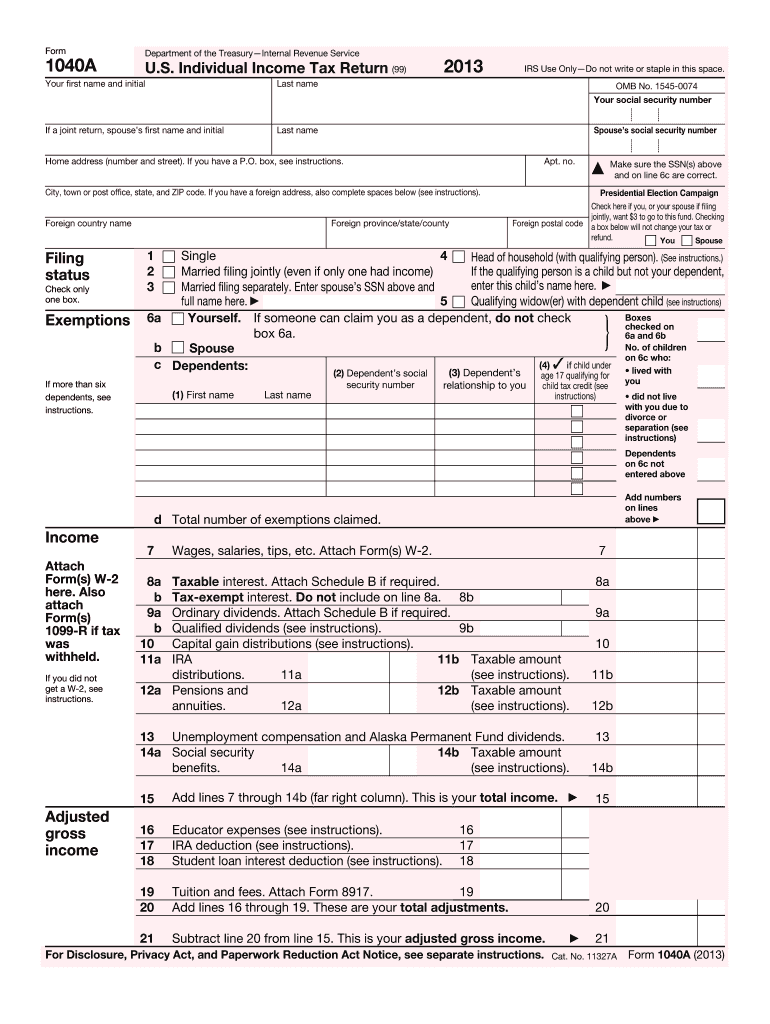 Form
1040A
Department of the Treasury—Internal Revenue Service
U.S. Individual Income Tax Return (99)
2013
IRS Use Only—Do not write or staple in this space.
Your first name and initial
Last name
OMB No. 1545-0074
Your social security number
If a joint return, spouse’s first name and initial
Last name
Spouse’s social security number
Home address (number and street). If you have a P.O. box, see instructions.
Apt. no.
▲ Make sure the SSN(s) above
and on line 6c are correct.
City, town or post office, state, and ZIP code. If you have a foreign address, also complete spaces below (see instructions).
Foreign country name
Foreign province/state/county
Foreign postal code
Presidential Election Campaign
Check here if you, or your spouse if filing
jointly, want $3 to go to this fund. Checking
a box below will not change your tax or
refund.
You Spouse
Filing
status
Check only
one box.
1 Single
2 Married filing jointly (even if only one had income)
3 Married filing separately. Enter spouse’s SSN above and
full name here. ▶
4 Head of household (with qualifying person). (See instructions.)
If the qualifying person is a child but not your dependent,
enter this child’s name here. ▶
5 Qualifying widow(er) with dependent child (see instructions)
Exemptions
If more than six
dependents, see
instructions.
6a Yourself. If someone can claim you as a dependent, do not check
box 6a.
b Spouse
c Dependents:
(1) First name Last name
(2) Dependent’s social
security number
(3) Dependent’s
relationship to you
(4) ✓ if child under
age 17 qualifying for
child tax credit (see
instructions)
Boxes
checked on
6a and 6b
No. of children
on 6c who:
• lived with
you
• did not live
with you due to
divorce or
separation (see
instructions)
Dependents
on 6c not
entered above
Add numbers
on lines
above ▶
d Total number of exemptions claimed.
Income
Attach
Form(s) W-2
here. Also
attach
Form(s)
1099-R if tax
was
withheld.
If you did not
get a W-2, see
instructions.
7 Wages, salaries, tips, etc. Attach Form(s) W-2. 7
8a Taxable interest. Attach Schedule B if required. 8a
b Tax-exempt interest. Do not include on line 8a. 8b
9a Ordinary dividends. Attach Schedule B if required. 9a
b Qualified dividends (see instructions). 9b
10 Capital gain distributions (see instructions). 10
11a IRA
distributions. 11a
11b Taxable amount
(see instructions). 11b
12a Pensions and
annuities. 12a
12b Taxable amount
(see instructions). 12b
13 Unemployment compensation and Alaska Permanent Fund dividends. 13
14a Social security
benefits. 14a
14b Taxable amount
(see instructions). 14b
15 Add lines 7 through 14b (far right column). This is your total income. ▶ 15
Adjusted
gross
income
16 Educator expenses (see instructions). 16
17 IRA deduction (see instructions). 17
18 Student loan interest deduction (see instructions). 18
19 Tuition and fees. Attach Form 8917. 19
20 Add lines 16 through 19. These are your total adjustments. 20
21 Subtract line 20 from line 15. This is your adjusted gross income. ▶ 21
For Disclosure, Privacy Act, and Paperwork Reduction Act Notice, see separate instructions. Cat. No. 11327A Form 1040A (2013)